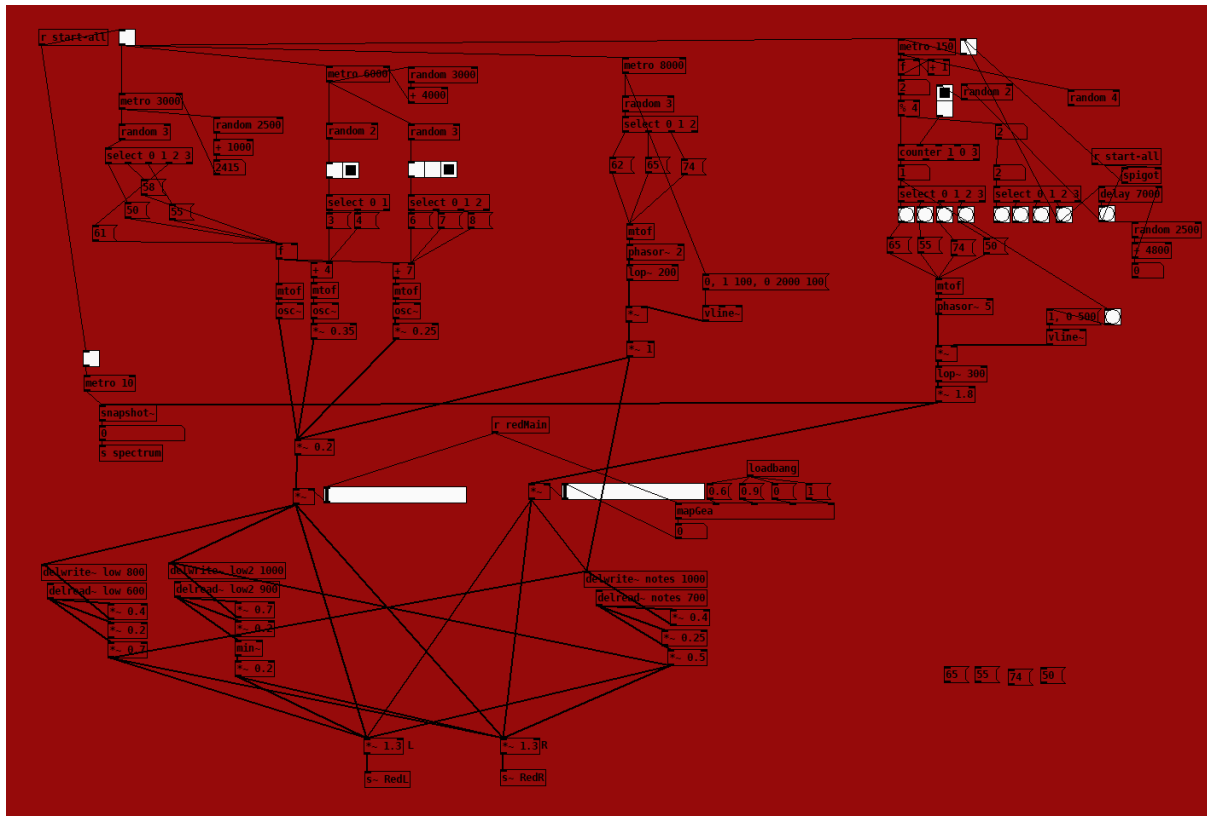 r start-all
metro 150
f
+ 1
metro 8000
metro 6000
random 3000
+ 4000
2
random 2
random 4
metro 3000
random 3
% 4
random 2500
random 3
select 0 1 2
2
random 2
random 3
+ 1000
select 0 1 2 3
2415
counter 1 0 3
r start-all
62
65
74
1
2
spigot
58
select 0 1
select 0 1 2
select 0 1 2 3
select 0 1 2 3
delay 7000
50
55
3
4
6
7
8
61
mtof
65
55
74
50
random 2500
+ 4800
0
f
phasor~ 2
+ 4
+ 7
lop~ 200
0, 1 100, 0 2000 100
mtof
mtof
mtof
mtof
osc~
osc~
osc~
phasor~ 5
*~
vline~
1, 0 500
*~ 0.35
*~ 0.25
vline~
*~ 1
*~
lop~ 300
metro 10
*~ 1.8
snapshot~
0
s spectrum
r redMain
*~ 0.2
loadbang
*~
*~
0.6
0.9
0
1
mapGea
0
delwrite~ low 800
delwrite~ low2 1000
delwrite~ notes 1000
delread~ low 600
delread~ low2 900
delread~ notes 700
*~ 0.4
*~ 0.7
*~ 0.4
*~ 0.2
*~ 0.2
*~ 0.25
*~ 0.7
min~
*~ 0.5
*~ 0.2
65
55
74
50
*~ 1.3
L
*~ 1.3
R
s~ RedL
s~ RedR